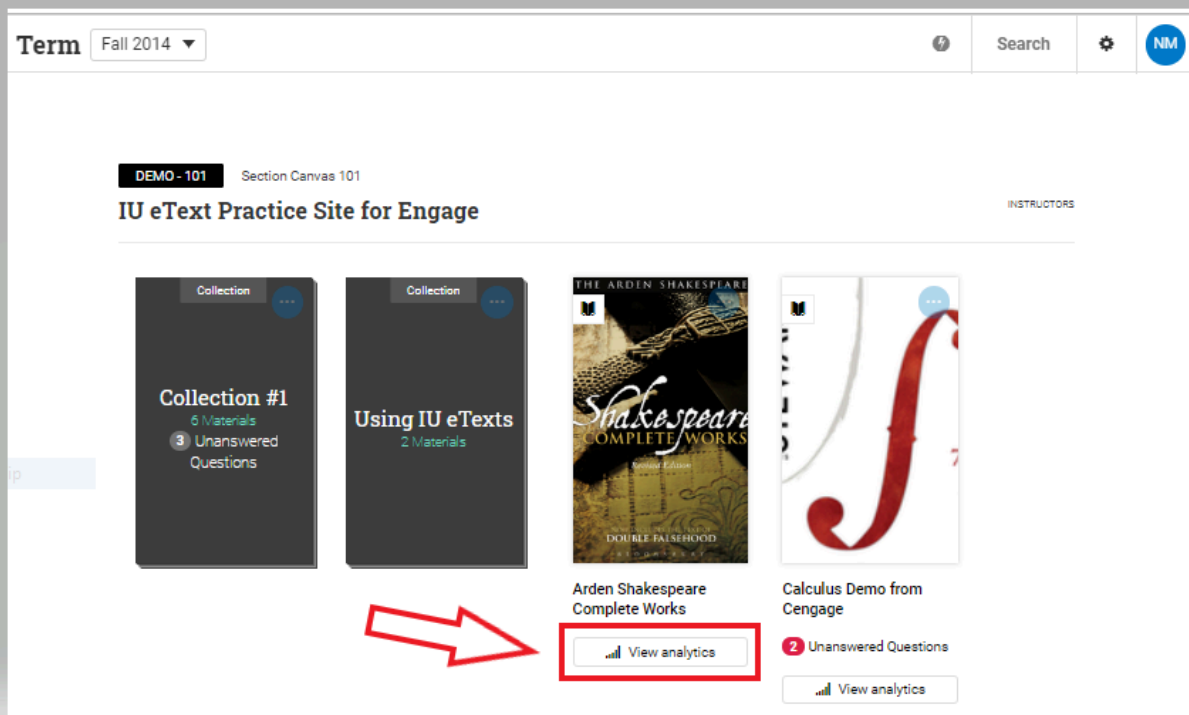 Term Fall 2014 Search NM
DEMO - 101 Section Canvas 101
IU eText Practice Site for Engage
INSTRUCTORS
Collection
Collection #1
6 Materials
3 Unanswered
Questions
Collection
Using IU eTexts
2 Materials
THE ARDEN SHAKESPEARE
Shakespeare
COMPLETE WORKS
Revised Edition
DOUBLE FALSEHOOD
BLOOMSBURY
Arden Shakespeare
Complete Works
View analytics
Calculus Demo from
Cengage
2 Unanswered Questions
View analytics
ip